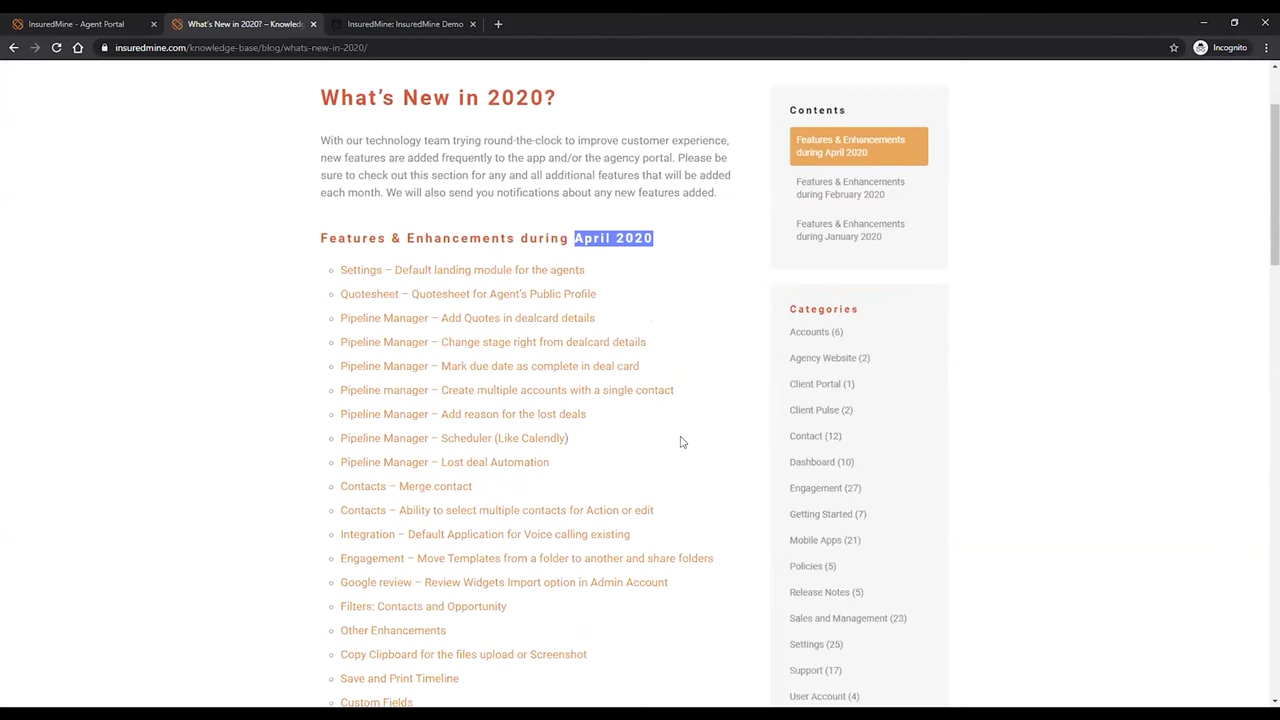 InsuredMine - Agent Portal
What's New in 2020? – Knowledg
InsuredMine: InsuredMine Demo
insuredmine.com/knowledge-base/blog/whats-new-in-2020/
Incognito
What's New in 2020?
With our technology team trying round-the-clock to improve customer experience,
new features are added frequently to the app and/or the agency portal. Please be
sure to check out this section for any and all additional features that will be added
each month. We will also send you notifications about any new features added.
Features & Enhancements during April 2020
Settings – Default landing module for the agents
Quotesheet – Quotesheet for Agent's Public Profile
Pipeline Manager – Add Quotes in dealcard details
Pipeline Manager – Change stage right from dealcard details
Pipeline Manager – Mark due date as complete in deal card
Pipeline manager – Create multiple accounts with a single contact
Pipeline Manager – Add reason for the lost deals
Pipeline Manager – Scheduler (Like Calendly)
Pipeline Manager – Lost deal Automation
Contacts – Merge contact
Contacts – Ability to select multiple contacts for Action or edit
Integration – Default Application for Voice calling existing
Engagement – Move Templates from a folder to another and share folders
Google review – Review Widgets Import option in Admin Account
Filters: Contacts and Opportunity
Other Enhancements
Copy Clipboard for the files upload or Screenshot
Save and Print Timeline
Custom Fields
Contents
Features & Enhancements
during April 2020
Features & Enhancements
during February 2020
Features & Enhancements
during January 2020
Categories
Accounts (6)
Agency Website (2)
Client Portal (1)
Client Pulse (2)
Contact (12)
Dashboard (10)
Engagement (27)
Getting Started (7)
Mobile Apps (21)
Policies (5)
Release Notes (5)
Sales and Management (23)
Settings (25)
Support (17)
User Account (4)